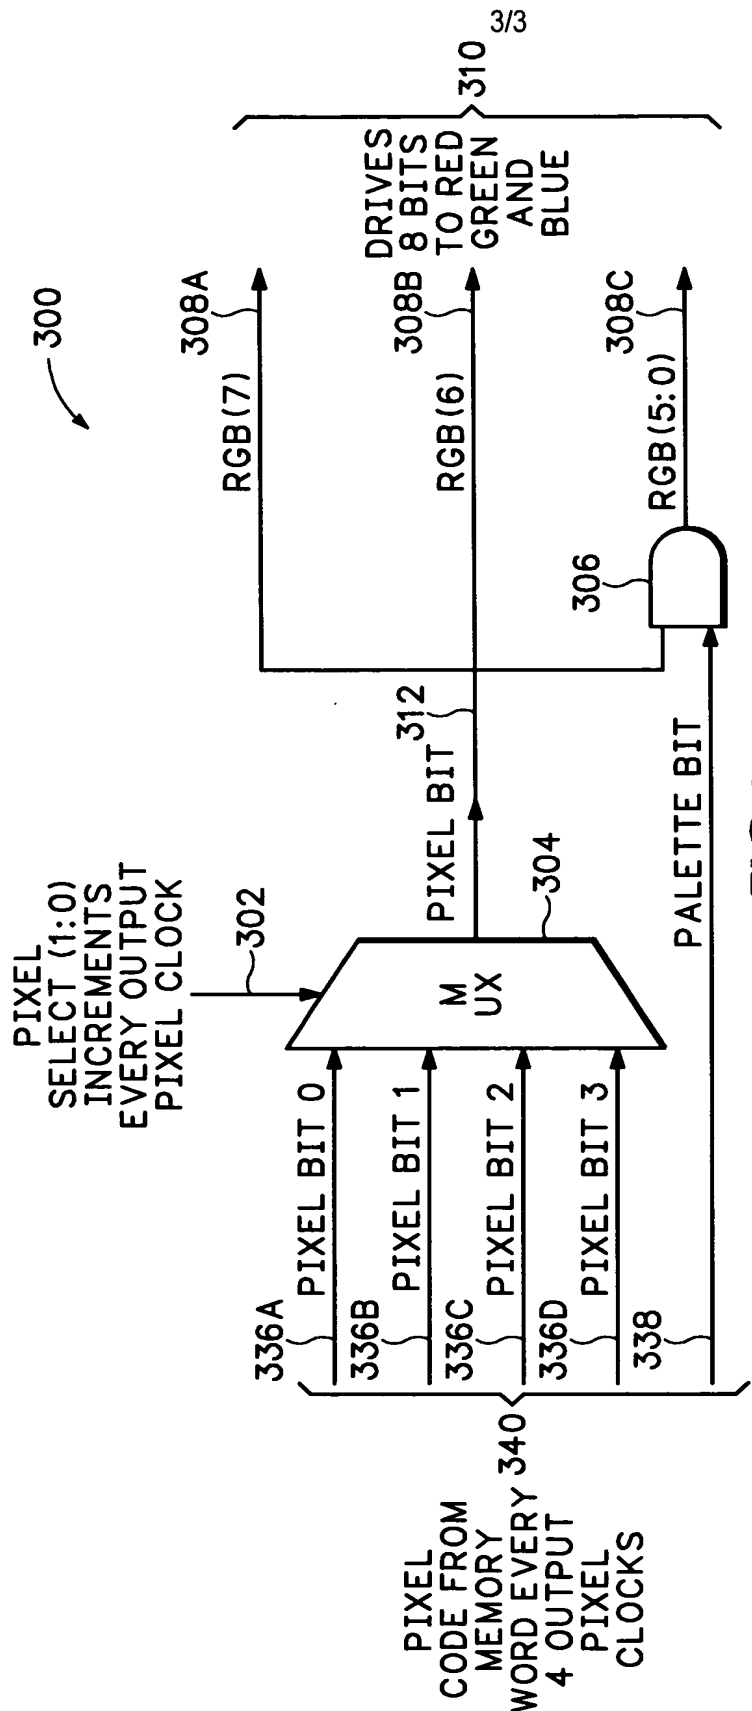 3/3
300
PIXEL
SELECT (1:0)
INCREMENTS
EVERY OUTPUT
PIXEL CLOCK
302
336A
PIXEL BIT 0
336B
PIXEL BIT 1
336C
PIXEL BIT 2
336D
PIXEL BIT 3
338
PALETTE BIT
M
UX
304
PIXEL BIT
312
306
RGB(7)
308A
RGB(6)
308B
RGB(5:0)
308C
DRIVES
8 BITS
TO RED
GREEN
AND
BLUE
310
PIXEL
CODE FROM
MEMORY
WORD EVERY
4 OUTPUT
PIXEL
CLOCKS
340